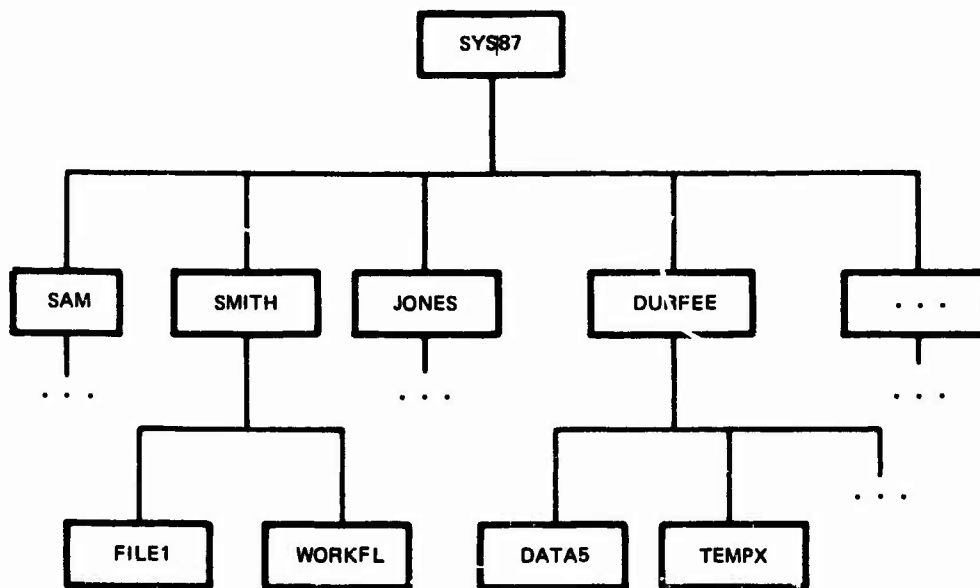 SYS87
SAM SMITH JONES DURFEE . . .
. . . . . . . . .
. . .
FILE1 WORKFL DATA5 TEMPX